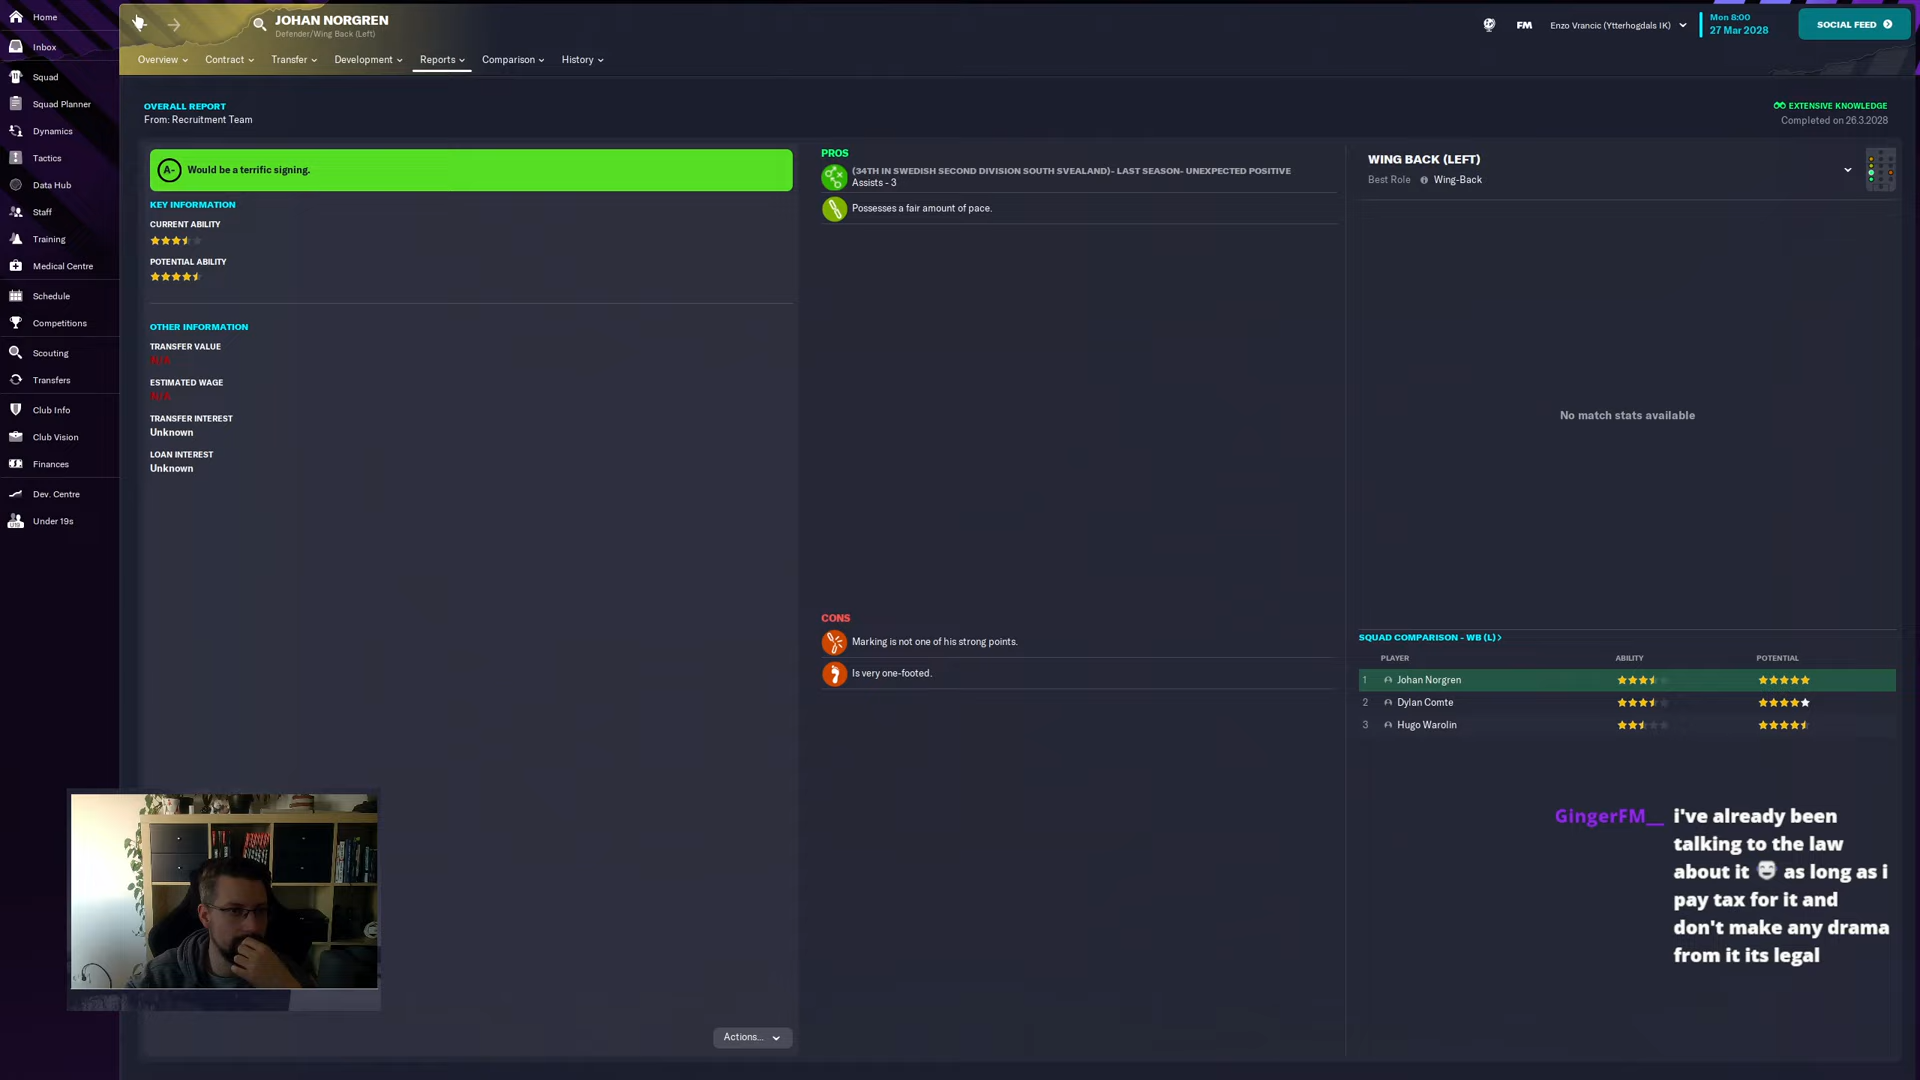 Home
Inbox
Squad
Squad Planner
Dynamics
Tactics
Data Hub
Staff
Training
Medical Centre
Schedule
Competitions
Scouting
Transfers
Club Info
Club Vision
Finances
Dev. Centre
Under 19s
JOHAN NORGREN
Defender/Wing Back (Left)
FM
Enzo Vrancic (Ytterhogdals IK)
Mon 8:00
27 Mar 2028
SOCIAL FEED
Overview
Contract
Transfer
Development
Reports
Comparison
History
OVERALL REPORT
From: Recruitment Team
EXTENSIVE KNOWLEDGE
Completed on 26.3.2028
A- Would be a terrific signing.
KEY INFORMATION
CURRENT ABILITY
POTENTIAL ABILITY
OTHER INFORMATION
TRANSFER VALUE
N/A
ESTIMATED WAGE
N/A
TRANSFER INTEREST
Unknown
LOAN INTEREST
Unknown
Actions...
PROS
(34TH IN SWEDISH SECOND DIVISION SOUTH SVEALAND)- LAST SEASON- UNEXPECTED POSITIVE
Assists - 3
Possesses a fair amount of pace.
CONS
Marking is not one of his strong points.
Is very one-footed.
WING BACK (LEFT)
Best Role Wing-Back
No match stats available
SQUAD COMPARISON - WB (L)
PLAYER ABILITY POTENTIAL
1 Johan Norgren
2 Dylan Comte
3 Hugo Warolin
GingerFM__ i've already been
talking to the law
about it as long as i
pay tax for it and
don't make any drama
from it its legal